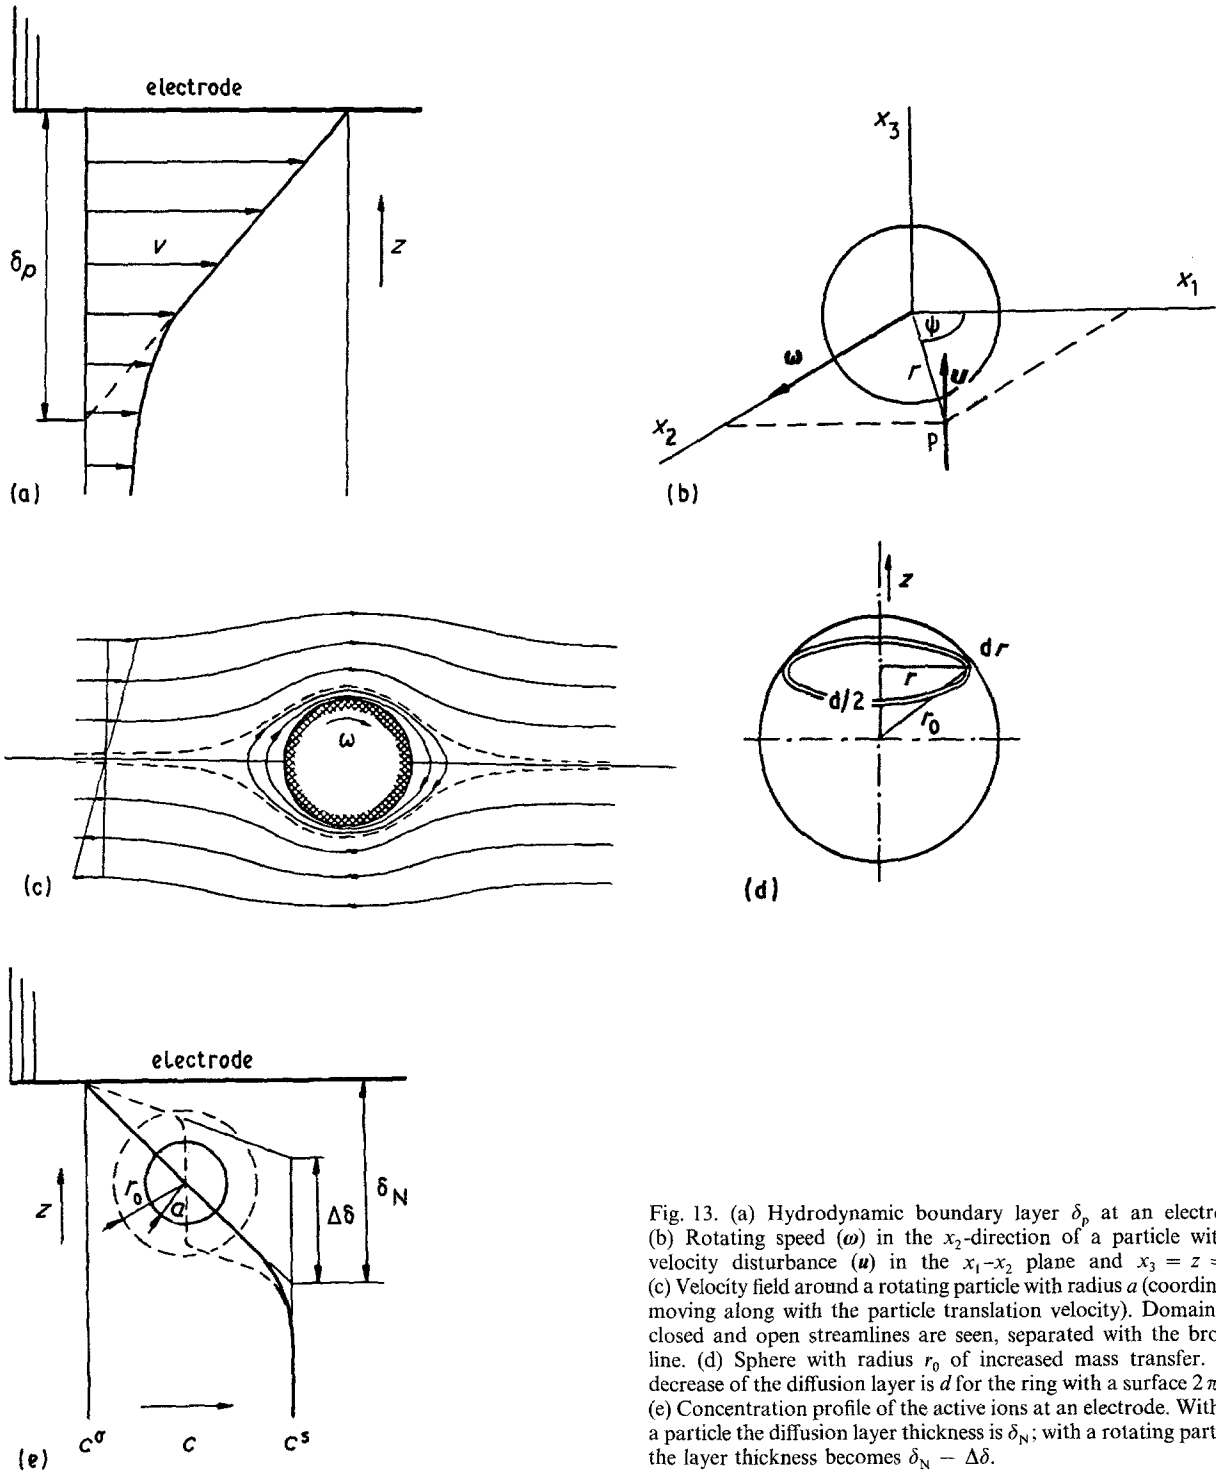 electrode
δp
v
z
(a)
x3
x1
ψ
ω
r
u
x2
P
(b)
ω
(c)
z
dr
r
d/2
r0
(d)
electrode
z
r0
a
Δδ
δN
cσ
c
cs
(e)
Fig. 13. (a) Hydrodynamic boundary layer δp at an electro
(b) Rotating speed (ω) in the x2-direction of a particle wit
velocity disturbance (u) in the x1-x2 plane and x3 = z =
(c) Velocity field around a rotating particle with radius a (coordin
moving along with the particle translation velocity). Domain
closed and open streamlines are seen, separated with the bro
line. (d) Sphere with radius r0 of increased mass transfer.
decrease of the diffusion layer is d for the ring with a surface 2 π
(e) Concentration profile of the active ions at an electrode. With
a particle the diffusion layer thickness is δN; with a rotating part
the layer thickness becomes δN − Δδ.